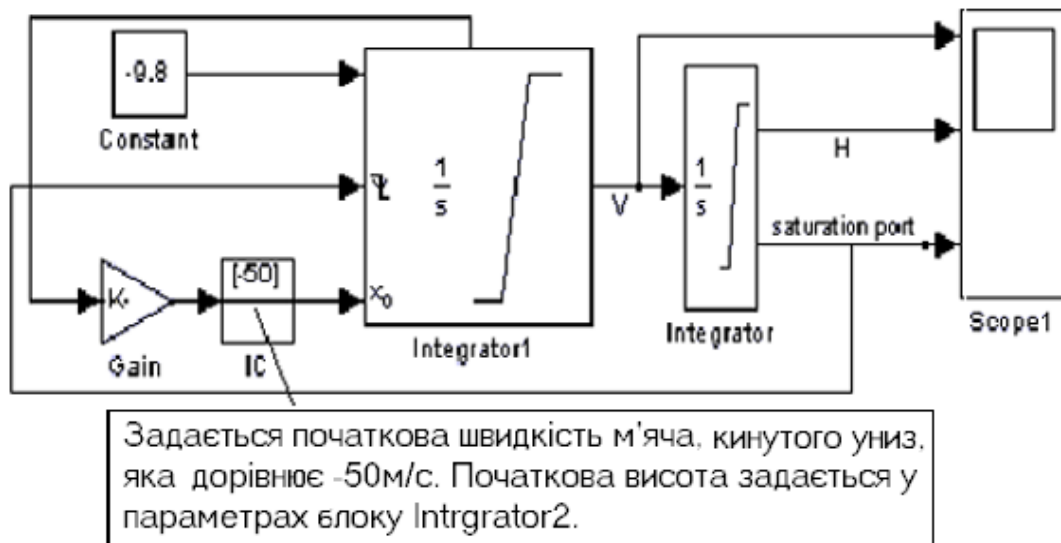 -9.8
Constant
1
s
x₀
Integrator1
V
1
s
Integrator
H
saturation port
Scope1
K
Gain
[-50]
IC
Задається початкова швидкість м'яча, кинутого униз,
яка дорівнює -50м/с. Початкова висота задається у
параметрах блоку Intrgrator2.